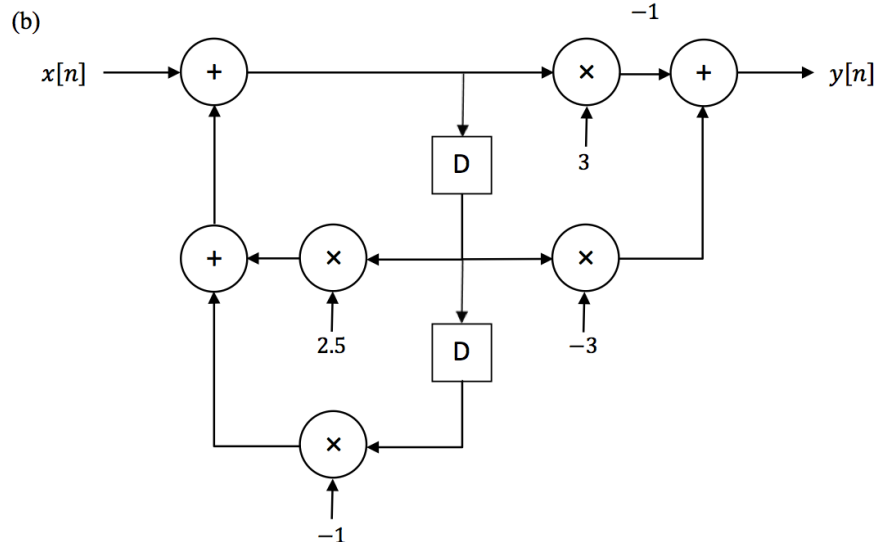 −1
(b)
x[n] + × + y[n]
D
3
+ × ×
2.5 −3
D
×
−1